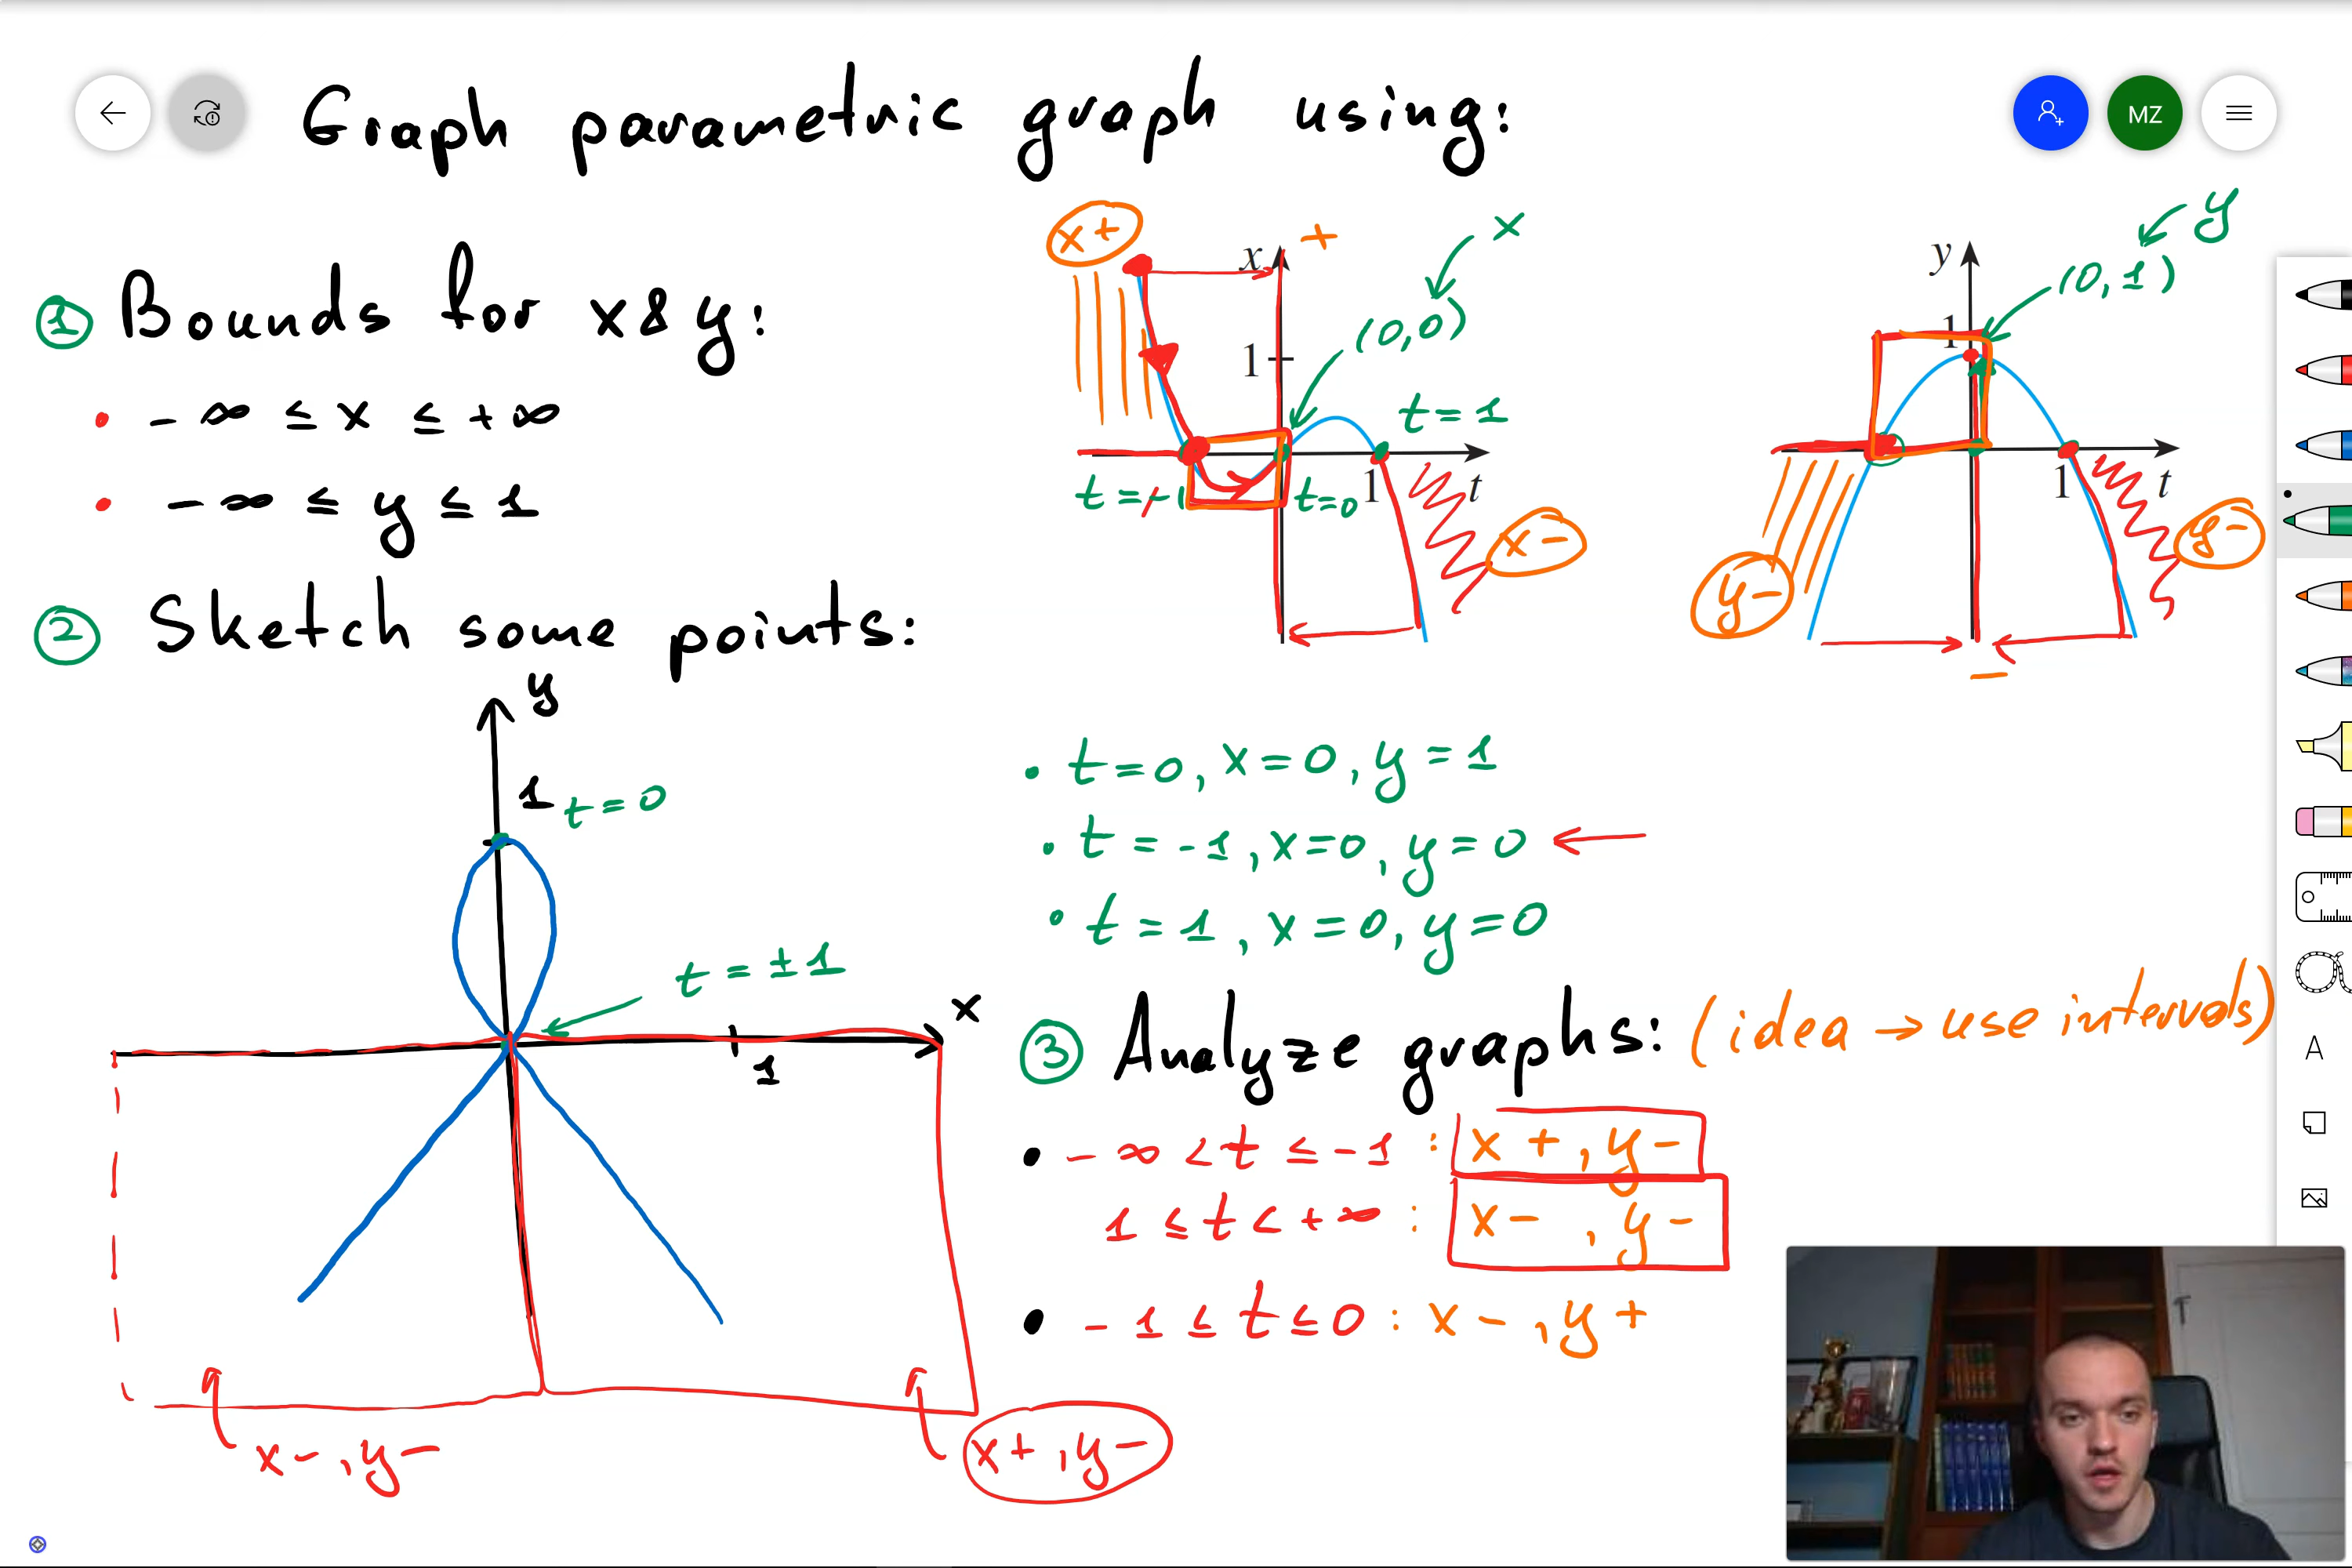 Graph parametric graph using:
MZ
① Bounds for x & y:
• - ∞ ≤ x ≤ + ∞
• - ∞ ≤ y ≤ 1
x +
x
+
x
1
(0,0)
t = 1
t = -1
t=0
1
t
x -
y
y
(0, 1)
1
1
t
y -
y -
-
② Sketch some points:
y
1
t = 0
t = ± 1
x
1
x - , y -
x + , y -
• t = 0, x = 0, y = 1
• t = -1, x = 0, y = 0
• t = 1, x = 0, y = 0
③ Analyze graphs: (idea → use intervals)
• - ∞ < t ≤ - 1 : x + , y -
1 ≤ t < + ∞ : x - , y -
• - 1 ≤ t ≤ 0 : x - , y +
A